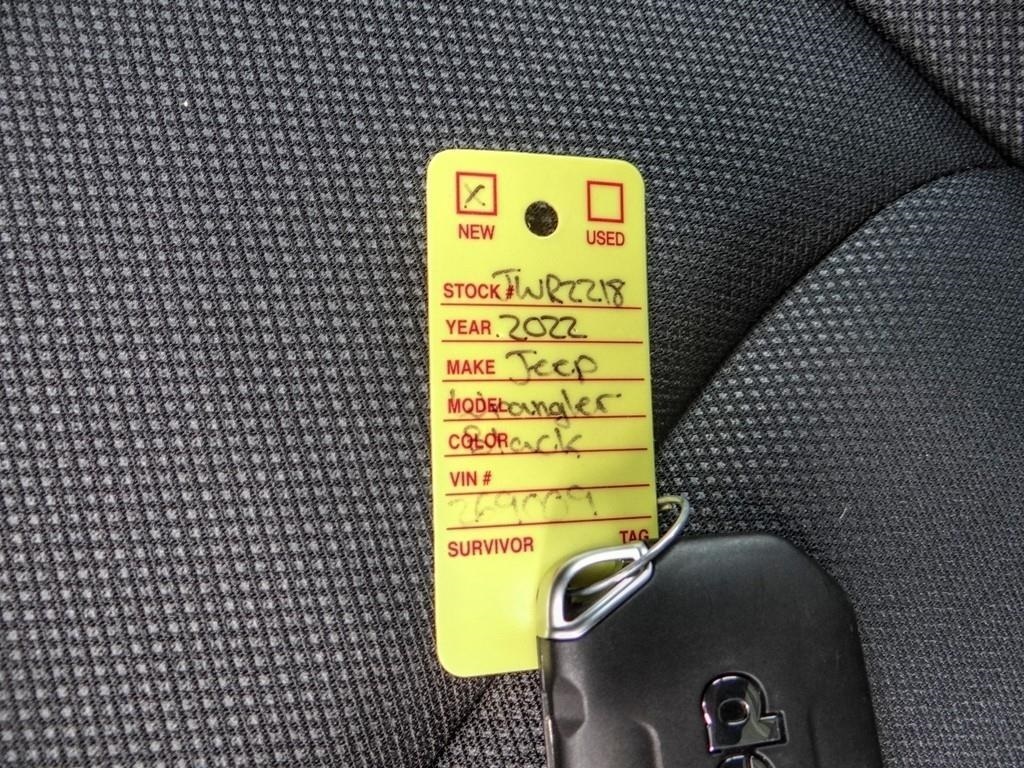 X
NEW USED
STOCK # JWR2218
YEAR 2022
MAKE Jeep
MODEL Wrangler
COLOR Black
VIN #
SURVIVOR TAG